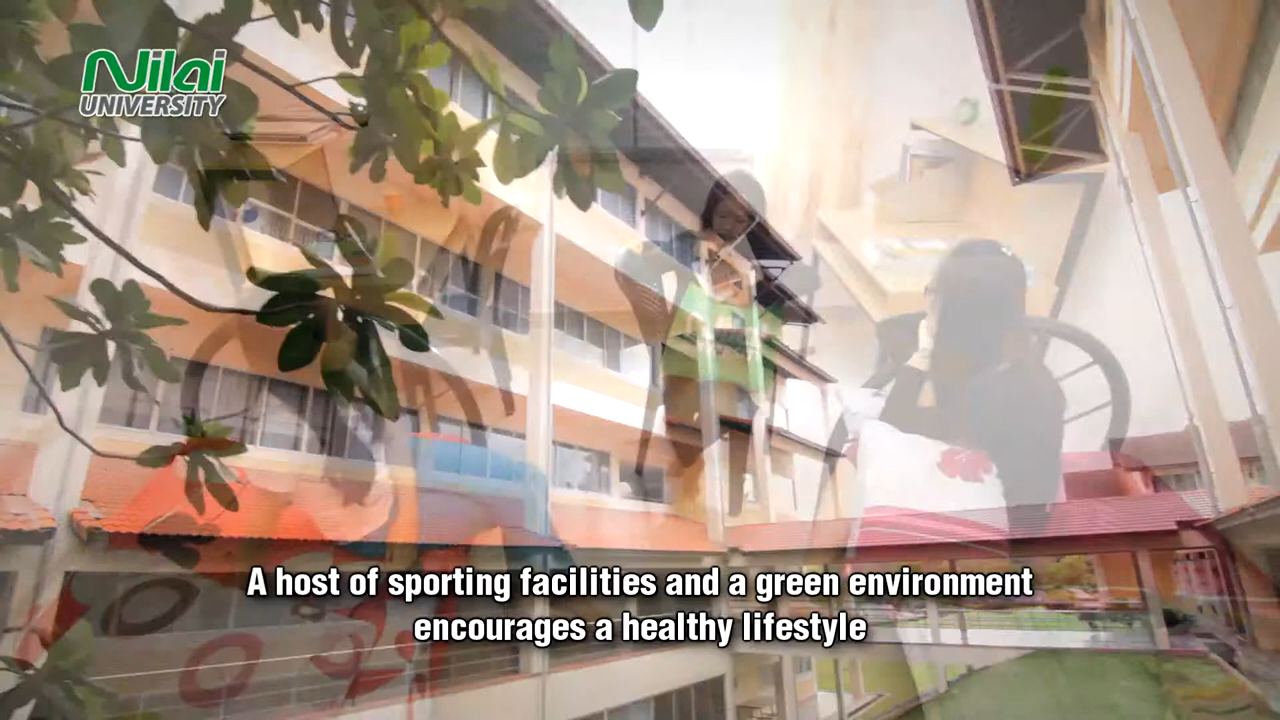 Nilai
UNIVERSITY
A host of sporting facilities and a green environment
encourages a healthy lifestyle